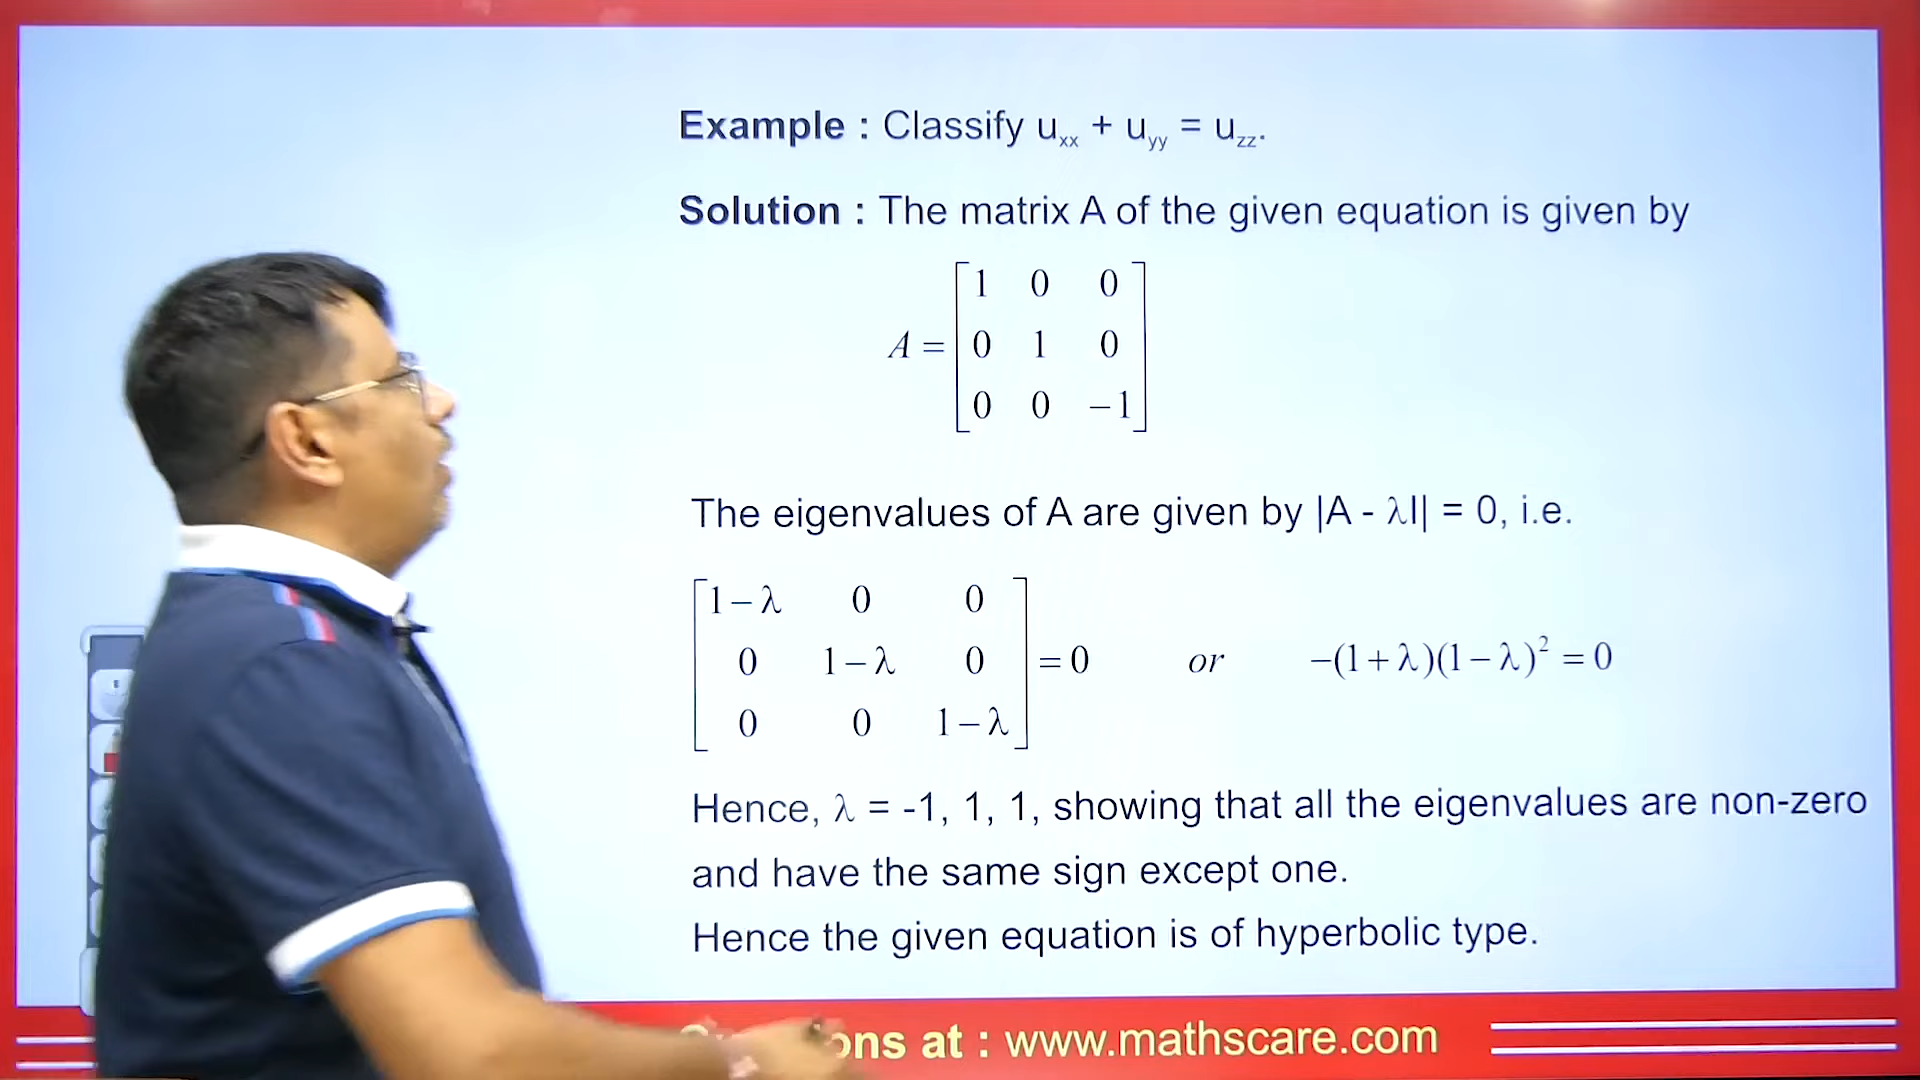 Example : Classify uₓₓ + u_yy = u_zz.
Solution : The matrix A of the given equation is given by
A = [1 0 0
0 1 0
0 0 −1]
The eigenvalues of A are given by |A - λI| = 0, i.e.
[1−λ 0 0
0 1−λ 0
0 0 1−λ] = 0 or −(1+λ)(1−λ)² = 0
Hence, λ = -1, 1, 1, showing that all the eigenvalues are non-zero
and have the same sign except one.
Hence the given equation is of hyperbolic type.
at : www.mathscare.com